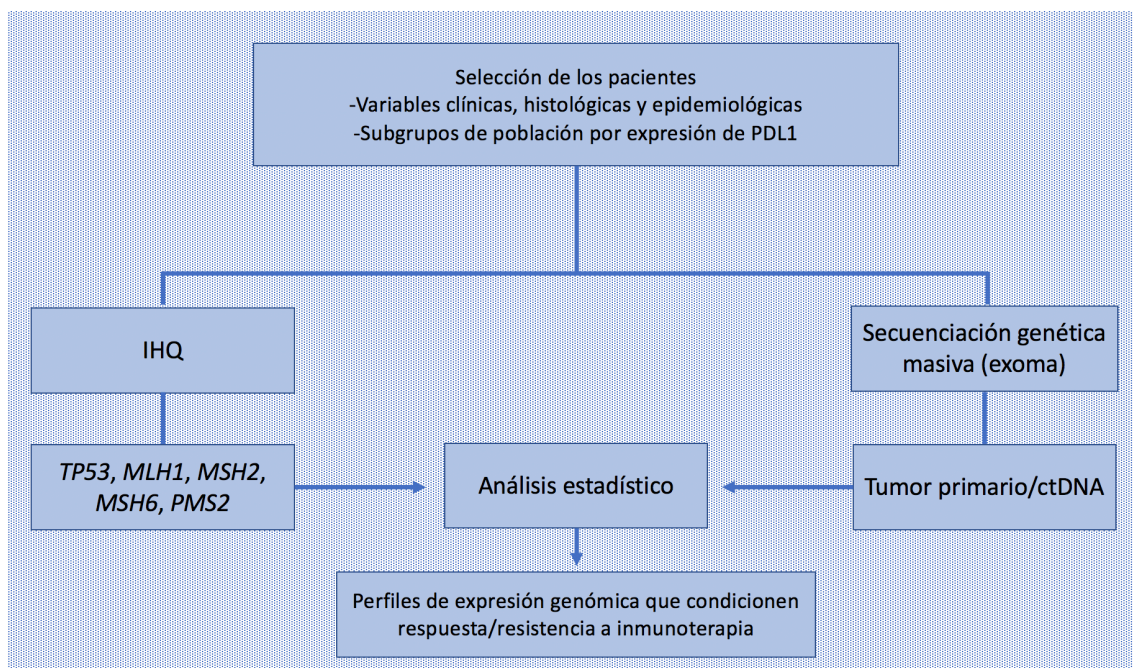 Selección de los pacientes
-Variables clínicas, histológicas y epidemiológicas
-Subgrupos de población por expresión de PDL1
IHQ
Secuenciación genética
masiva (exoma)
TP53, MLH1, MSH2,
MSH6, PMS2
Análisis estadístico
Tumor primario/ctDNA
Perfiles de expresión genómica que condicionen
respuesta/resistencia a inmunoterapia